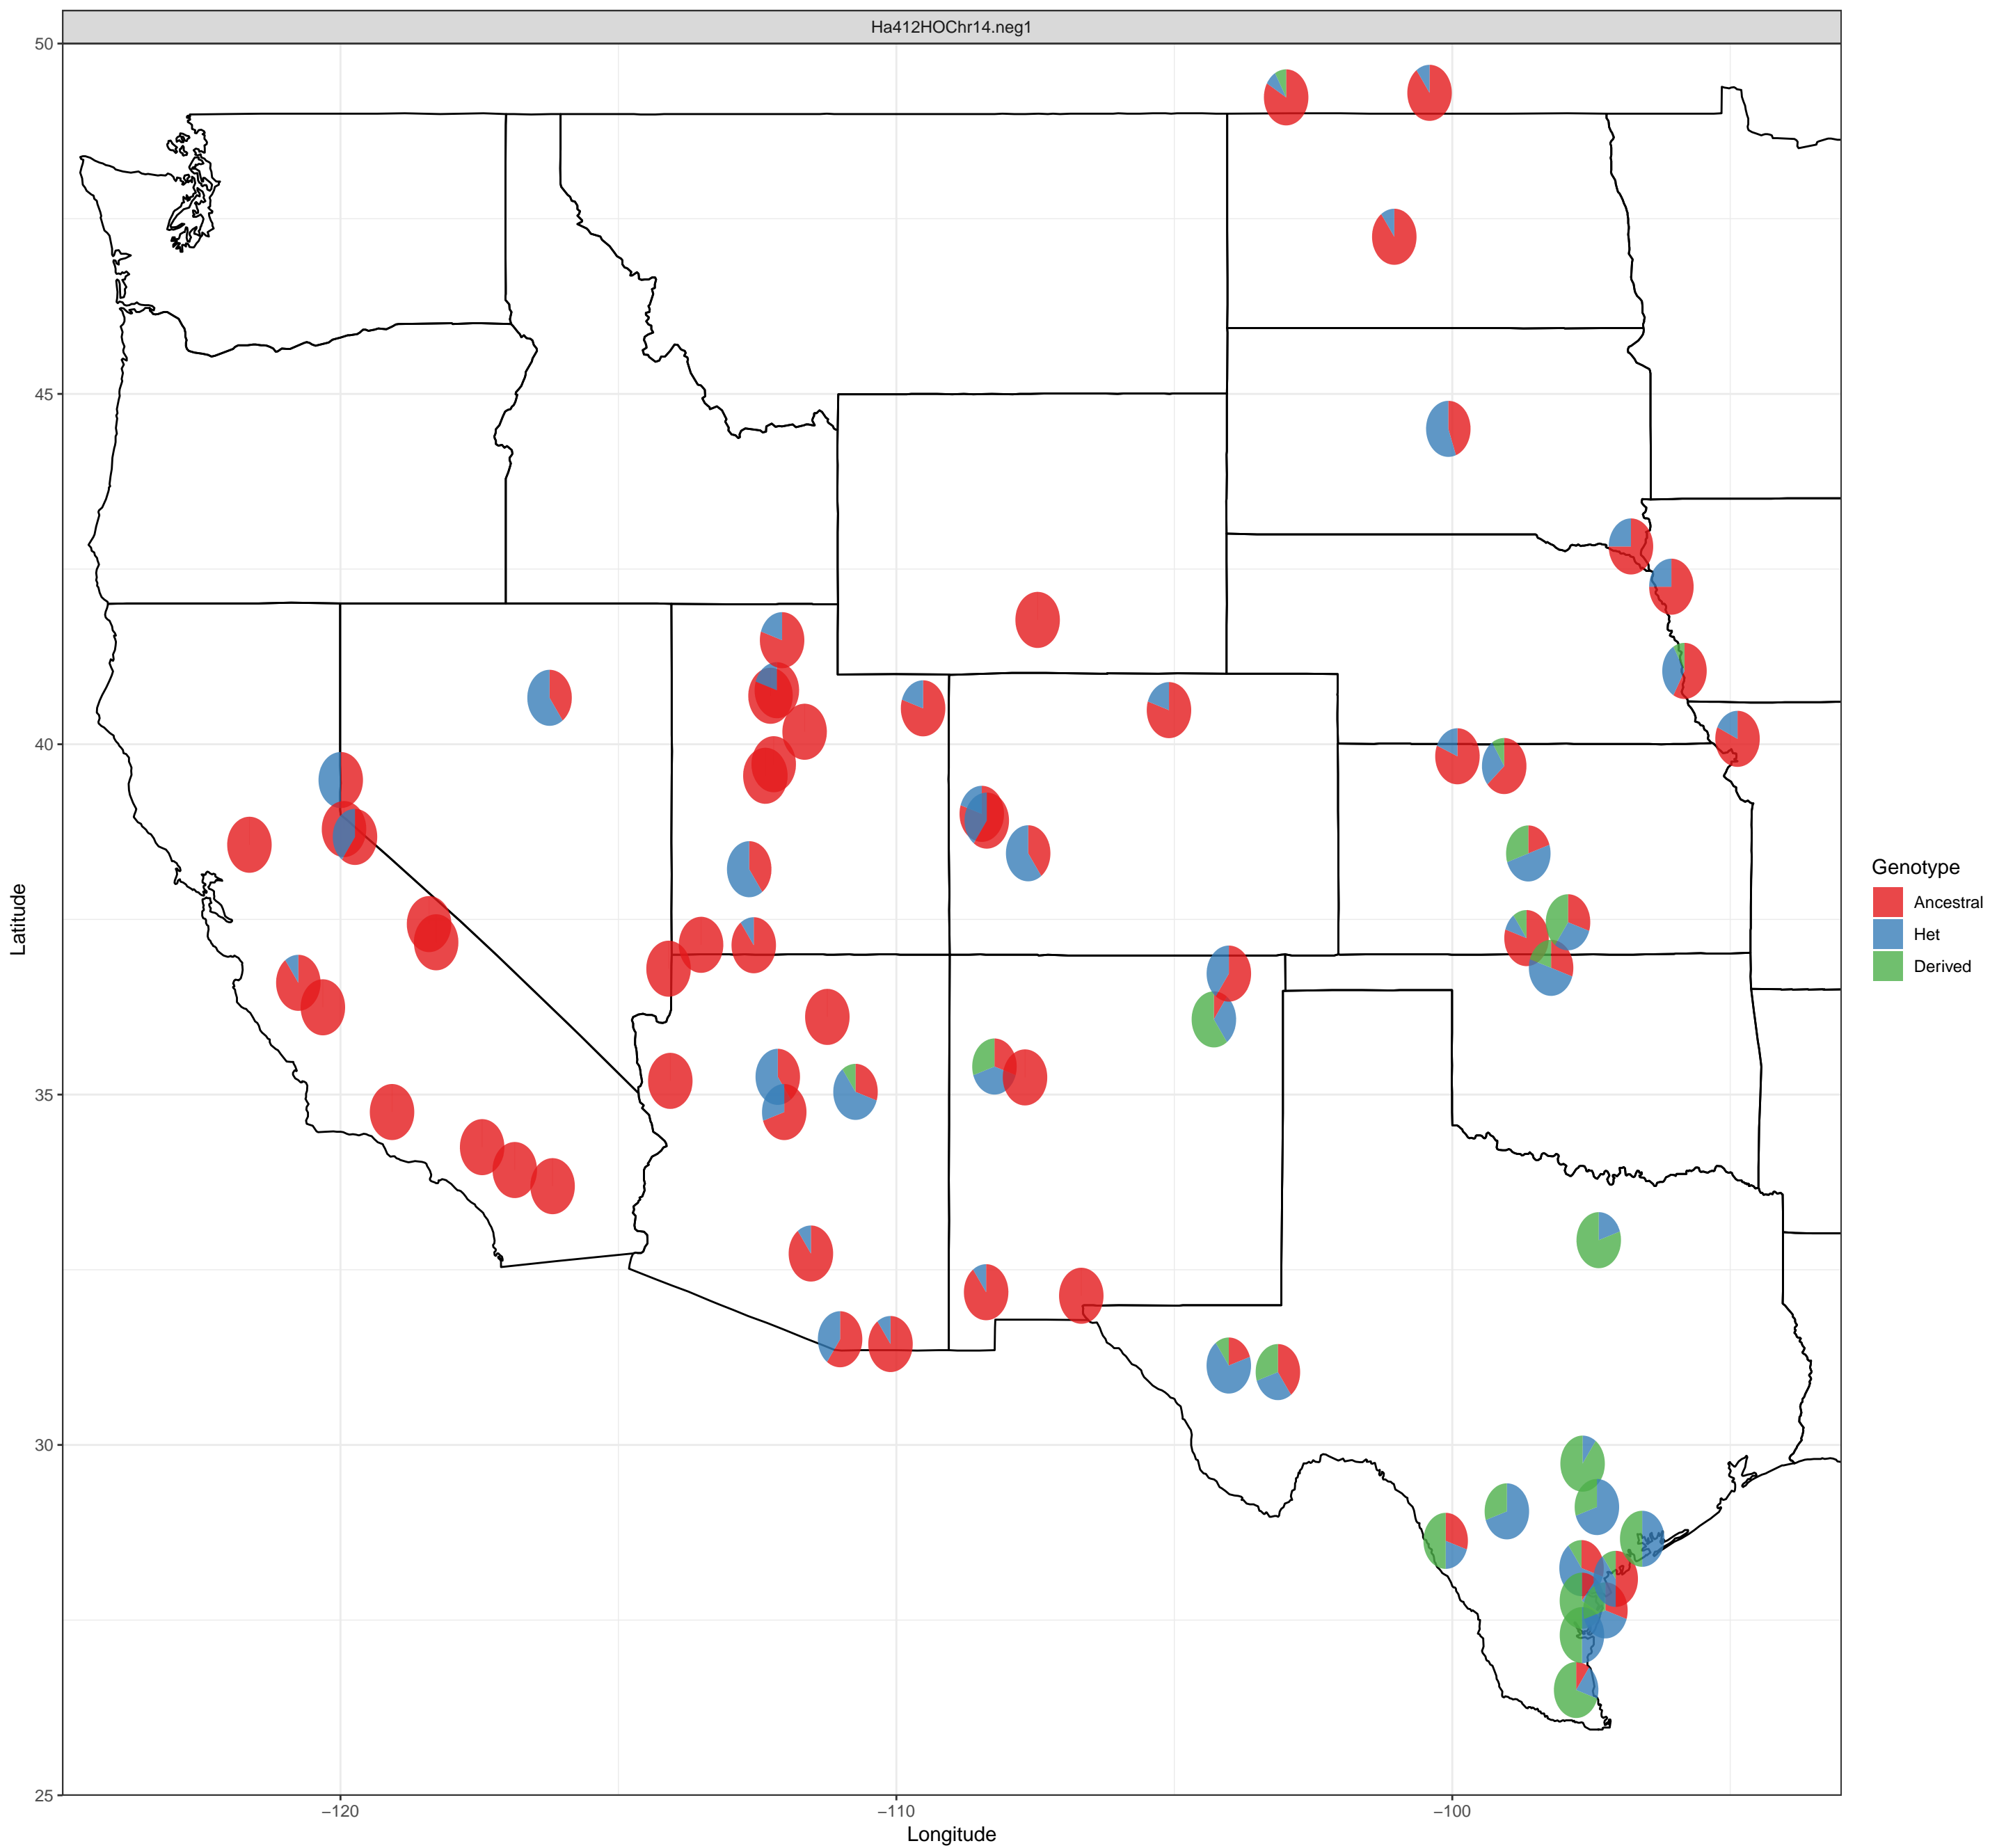 Ha412HOChr14.neg1
50
45
40
35
30
25
Latitude
−120
−110
−100
Longitude
Genotype
Ancestral
Het
Derived